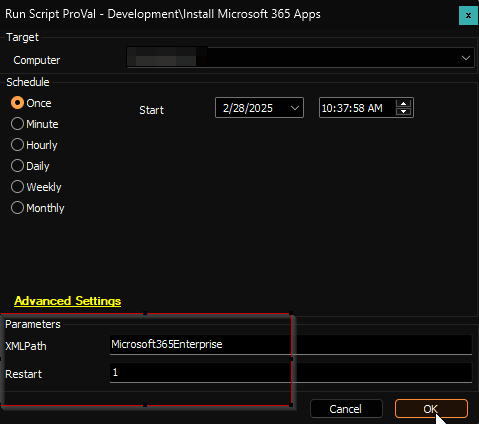 Run Script ProVal - Development\Install Microsoft 365 Apps
x
Target
Computer
Schedule
Once
Start
2/28/2025
10:37:58 AM
Minute
Hourly
Daily
Weekly
Monthly
Advanced Settings
Parameters
XMLPath
Microsoft365Enterprise
Restart
1
Cancel
OK